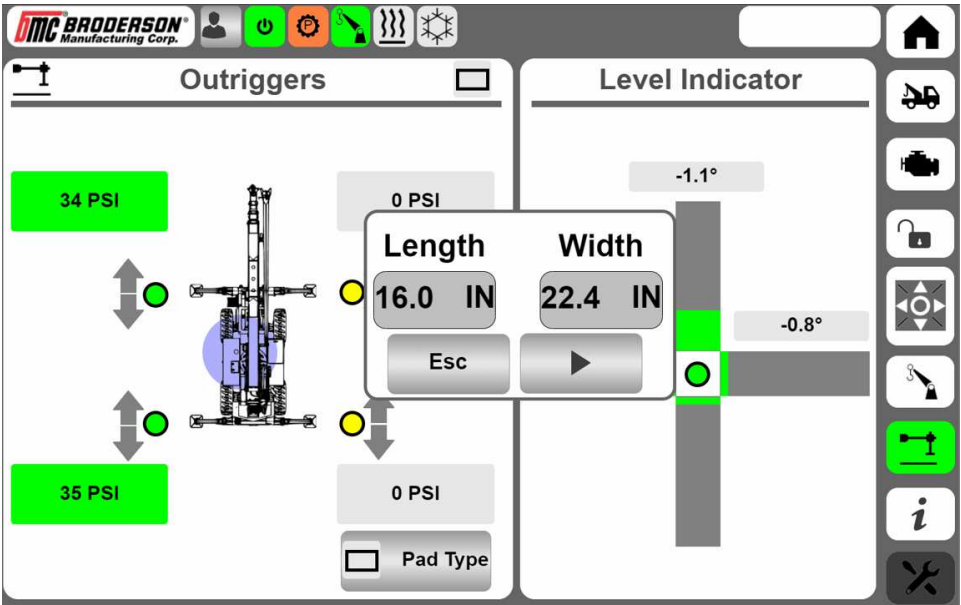 BMC BRODERSON®
Manufacturing Corp.
P
Outriggers
Level Indicator
34 PSI
0 PSI
-1.1°
Length Width
16.0 IN 22.4 IN
-0.8°
Esc
35 PSI
0 PSI
Pad Type
i